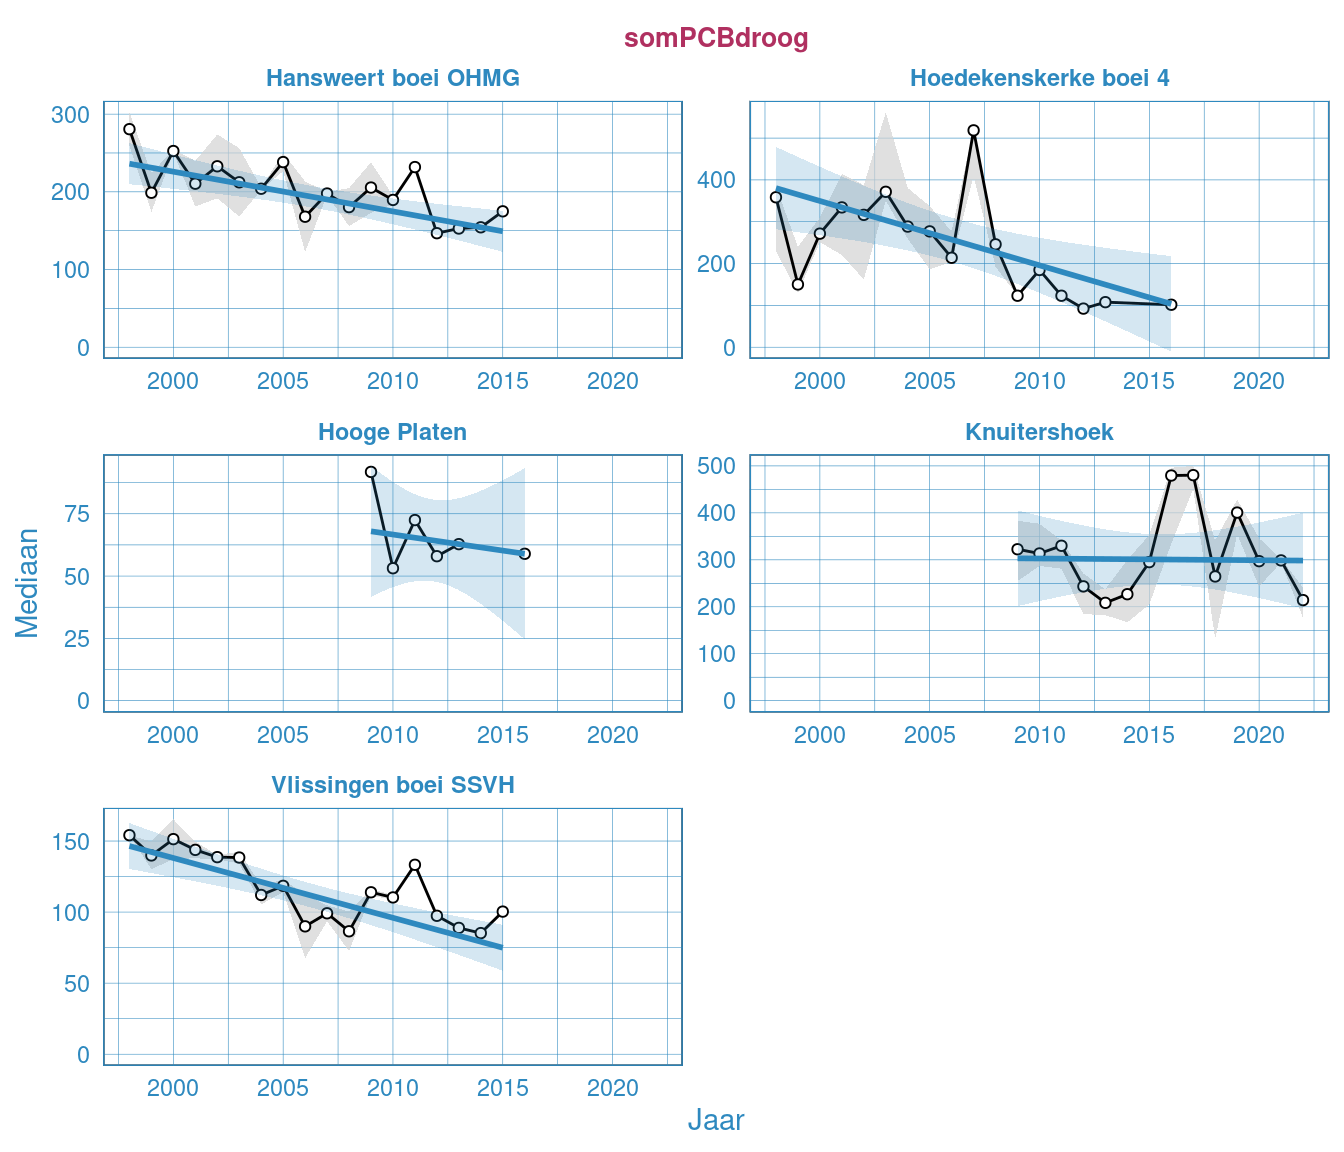 somPCBdroog
Hansweert boei OHMG
300
200
100
0
2000 2005 2010 2015 2020
Hoedekenskerke boei 4
400
200
0
2000 2005 2010 2015 2020
Mediaan
Hooge Platen
75
50
25
0
2000 2005 2010 2015 2020
Knuitershoek
500
400
300
200
100
0
2000 2005 2010 2015 2020
Vlissingen boei SSVH
150
100
50
0
2000 2005 2010 2015 2020
Jaar